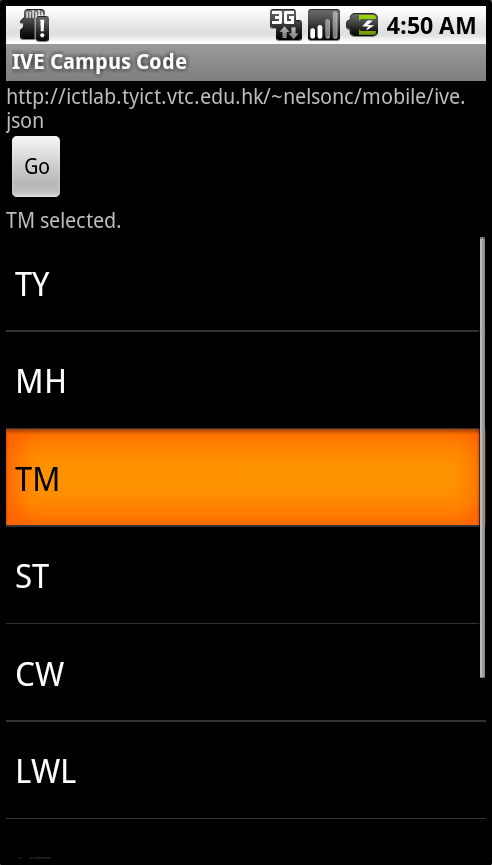 3G
4:50 AM
IVE Campus Code
http://ictlab.tyict.vtc.edu.hk/~nelsonc/mobile/ive.
json
Go
TM selected.
TY
MH
TM
ST
CW
LWL